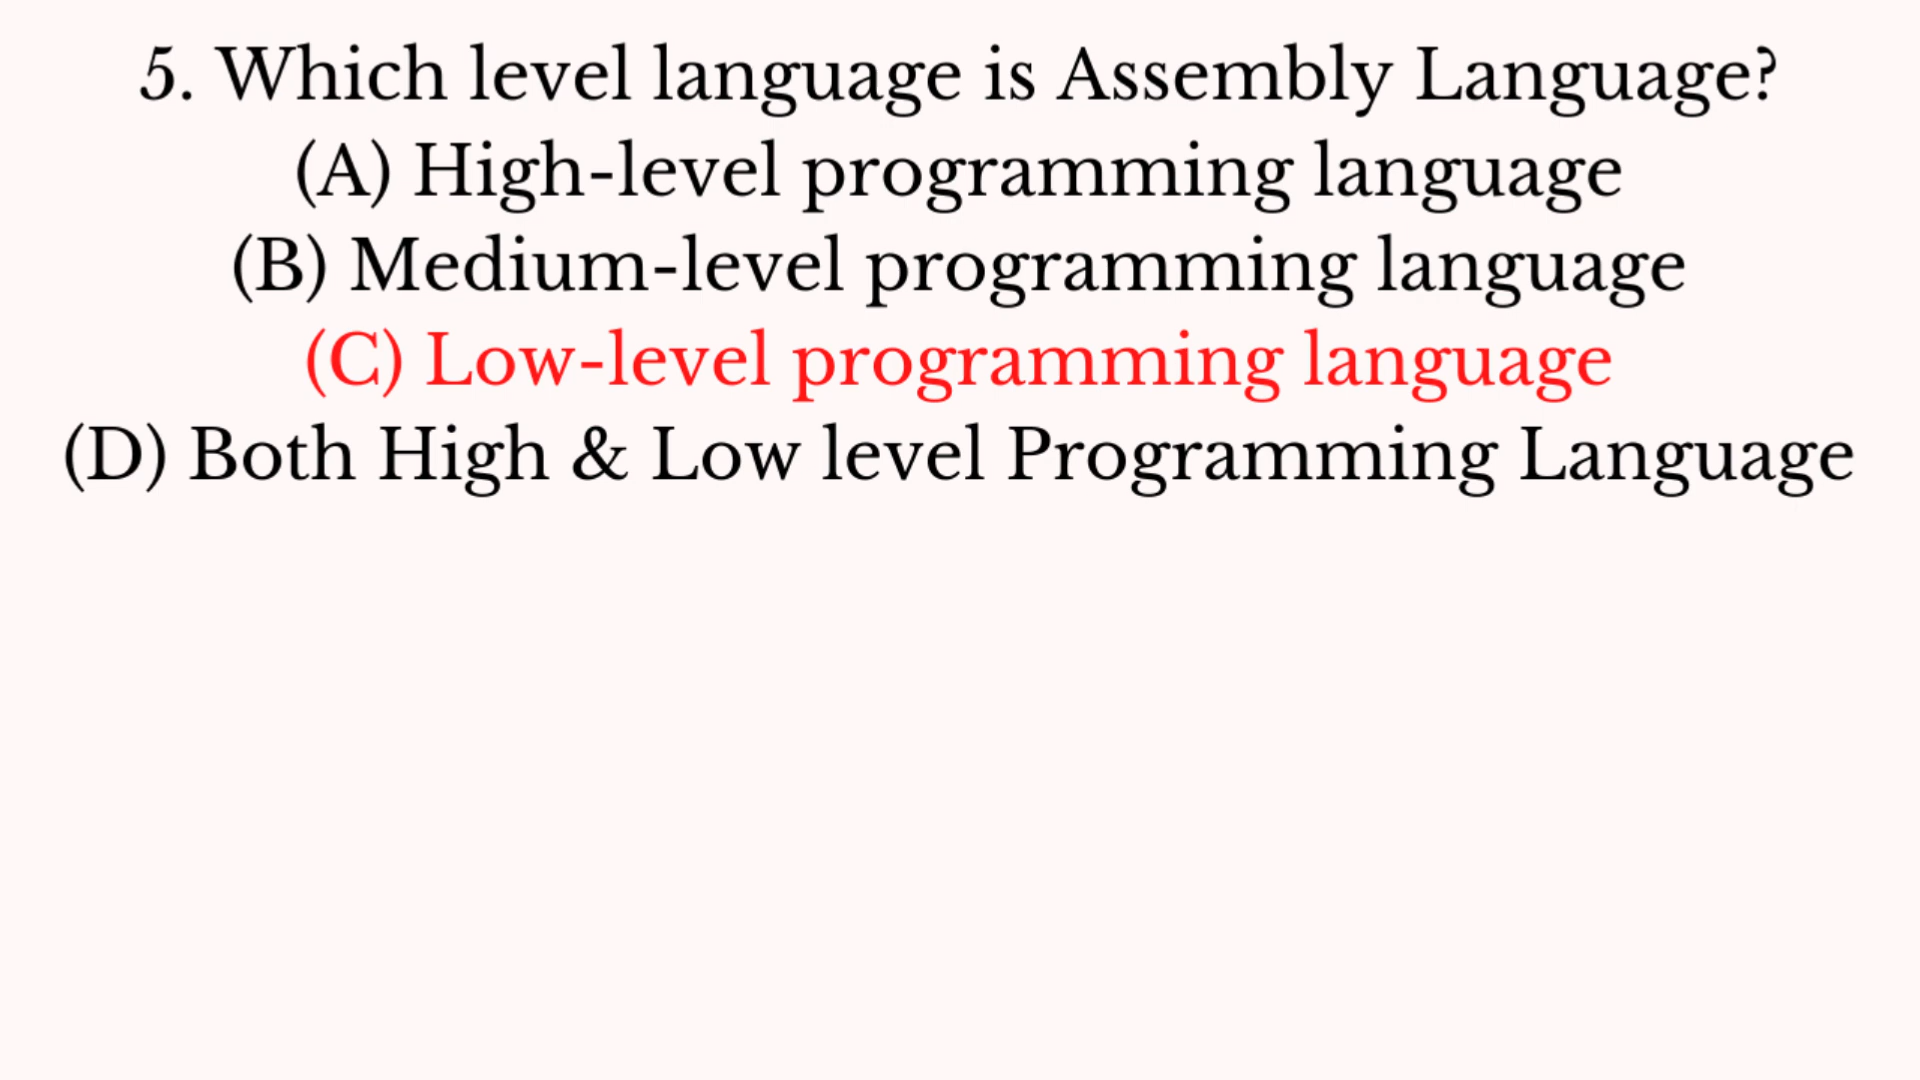 5. Which level language is Assembly Language?
(A) High-level programming language
(B) Medium-level programming language
(C) Low-level programming language
(D) Both High & Low level Programming Language